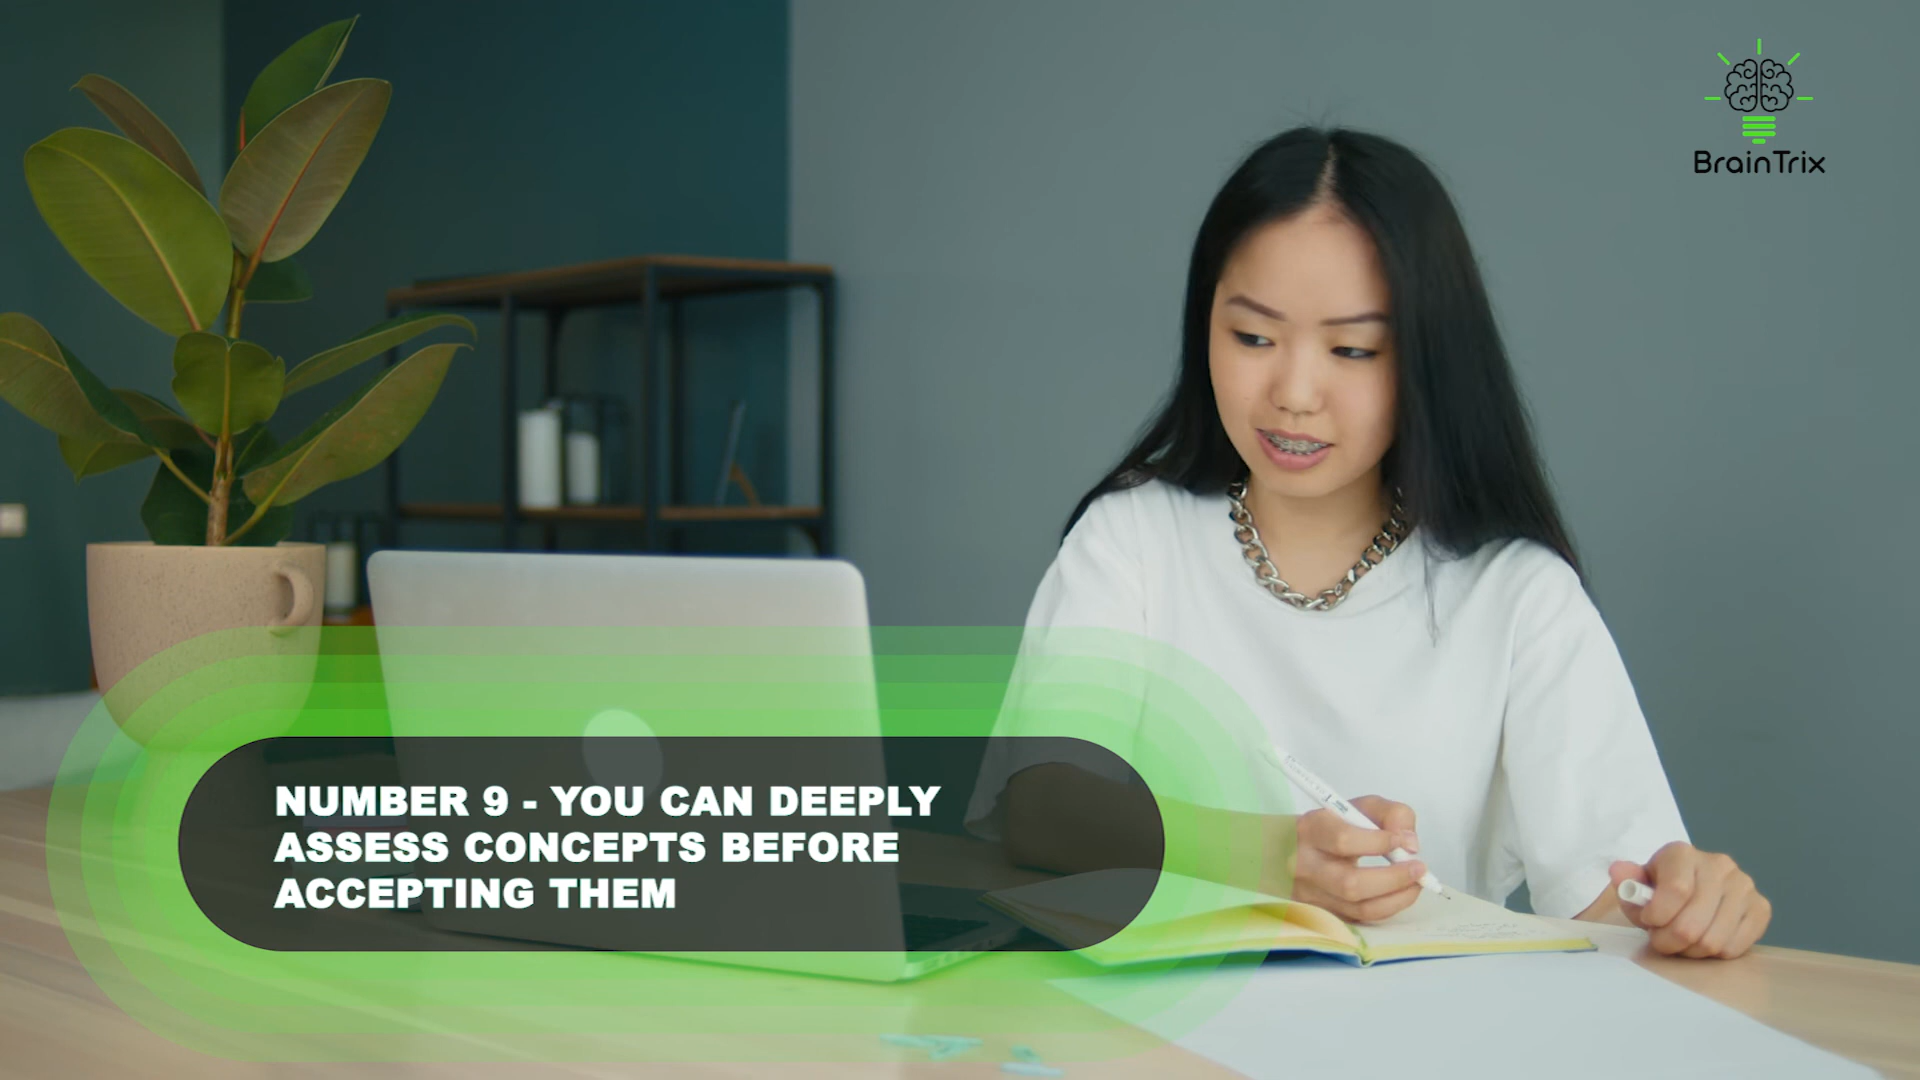 BrainTrix
NUMBER 9 - YOU CAN DEEPLY
ASSESS CONCEPTS BEFORE
ACCEPTING THEM